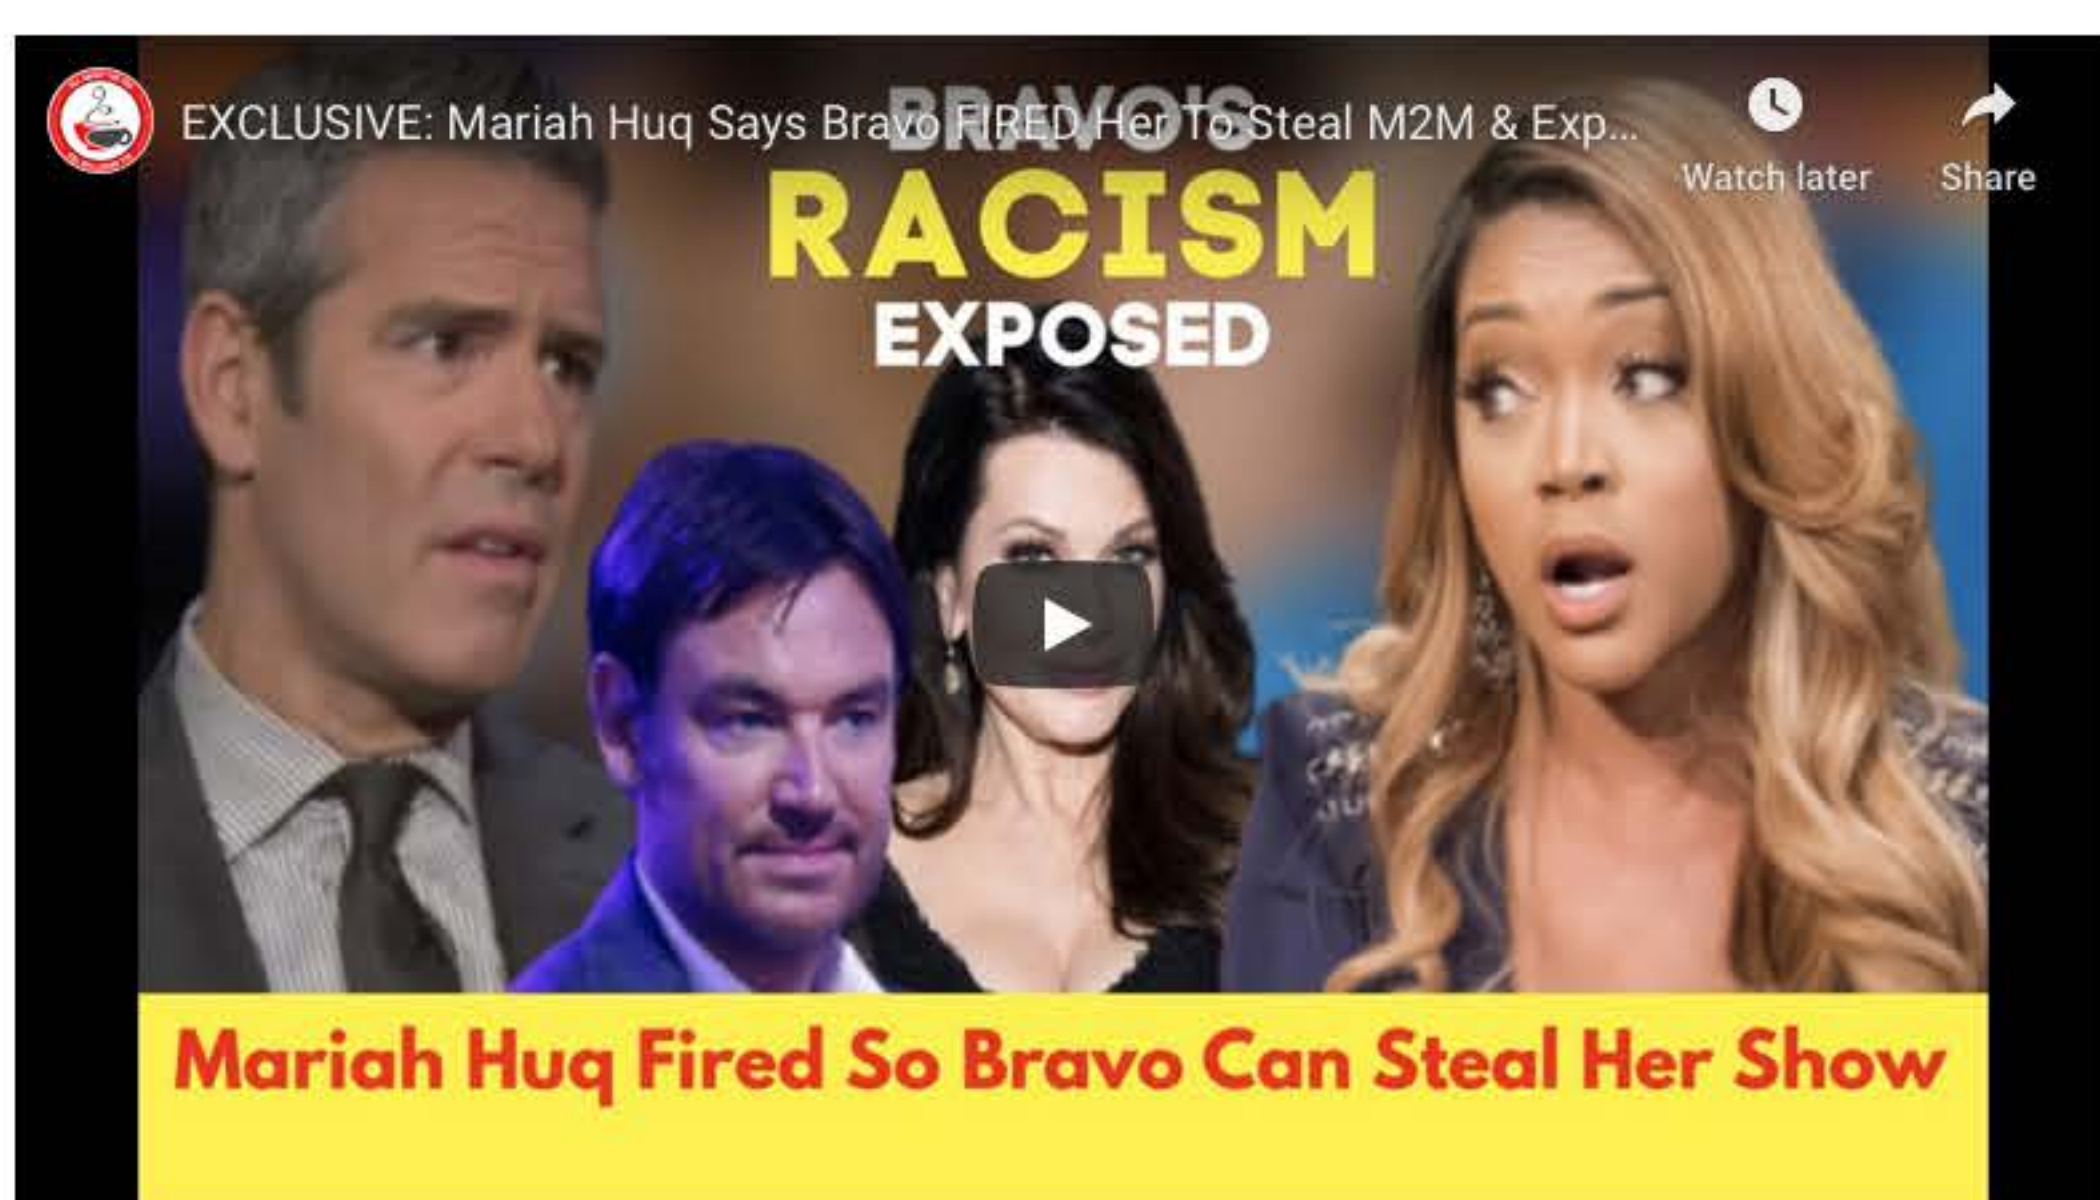 EXCLUSIVE: Mariah Huq Says Bravo FIRED Her To Steal M2M & Exp...
Watch later
Share
BRAVO'S
RACISM
EXPOSED
Mariah Huq Fired So Bravo Can Steal Her Show